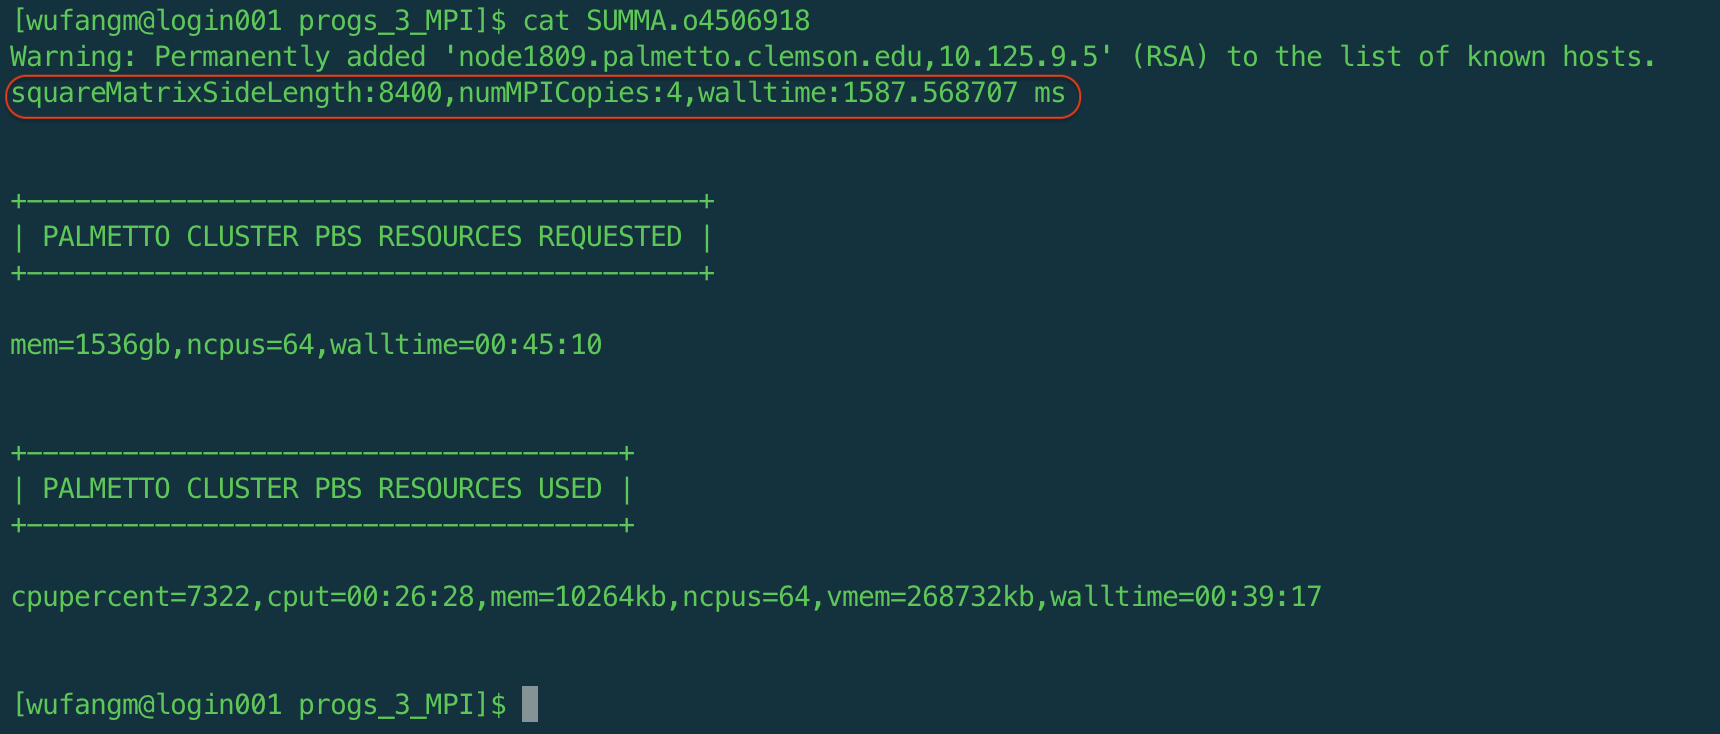 [wufangm@login001 progs_3_MPI]$ cat SUMMA.o4506918
Warning: Permanently added 'node1809.palmetto.clemson.edu,10.125.9.5' (RSA) to the list of known hosts.
squareMatrixSideLength:8400,numMPICopies:4,walltime:1587.568707 ms
+------------------------------------------+
| PALMETTO CLUSTER PBS RESOURCES REQUESTED |
+------------------------------------------+
mem=1536gb,ncpus=64,walltime=00:45:10
+-------------------------------------+
| PALMETTO CLUSTER PBS RESOURCES USED |
+-------------------------------------+
cpupercent=7322,cput=00:26:28,mem=10264kb,ncpus=64,vmem=268732kb,walltime=00:39:17
[wufangm@login001 progs_3_MPI]$